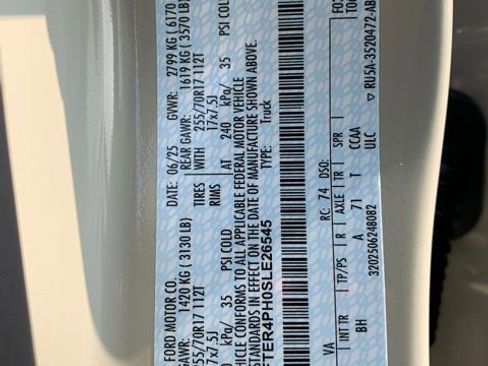 FORD MOTOR CO. DATE: 06/25 GVWR: 2799 KG ( 6170
1420 KG ( 3130 LB) REAR GAWR: 1619 KG ( 3570 LB)
255/70R17 112T TIRES WITH 255/70R17 112T
17x7.5J RIMS 17x7.5J
35 PSI COLD AT 240 kPa/ 35 PSI COLD
VEHICLE CONFORMS TO ALL APPLICABLE FEDERAL MOTOR VEHICLE
STANDARDS IN EFFECT ON THE DATE OF MANUFACTURE SHOWN ABOVE.
FTER4PH0SLE26545 TYPE: Truck
VA RC: 74 DSO:
INT TR TP/PS R AXLE TR SPR
BH A 71 T CCAA
3202506248082 ULC
RU5A-3520472-AB